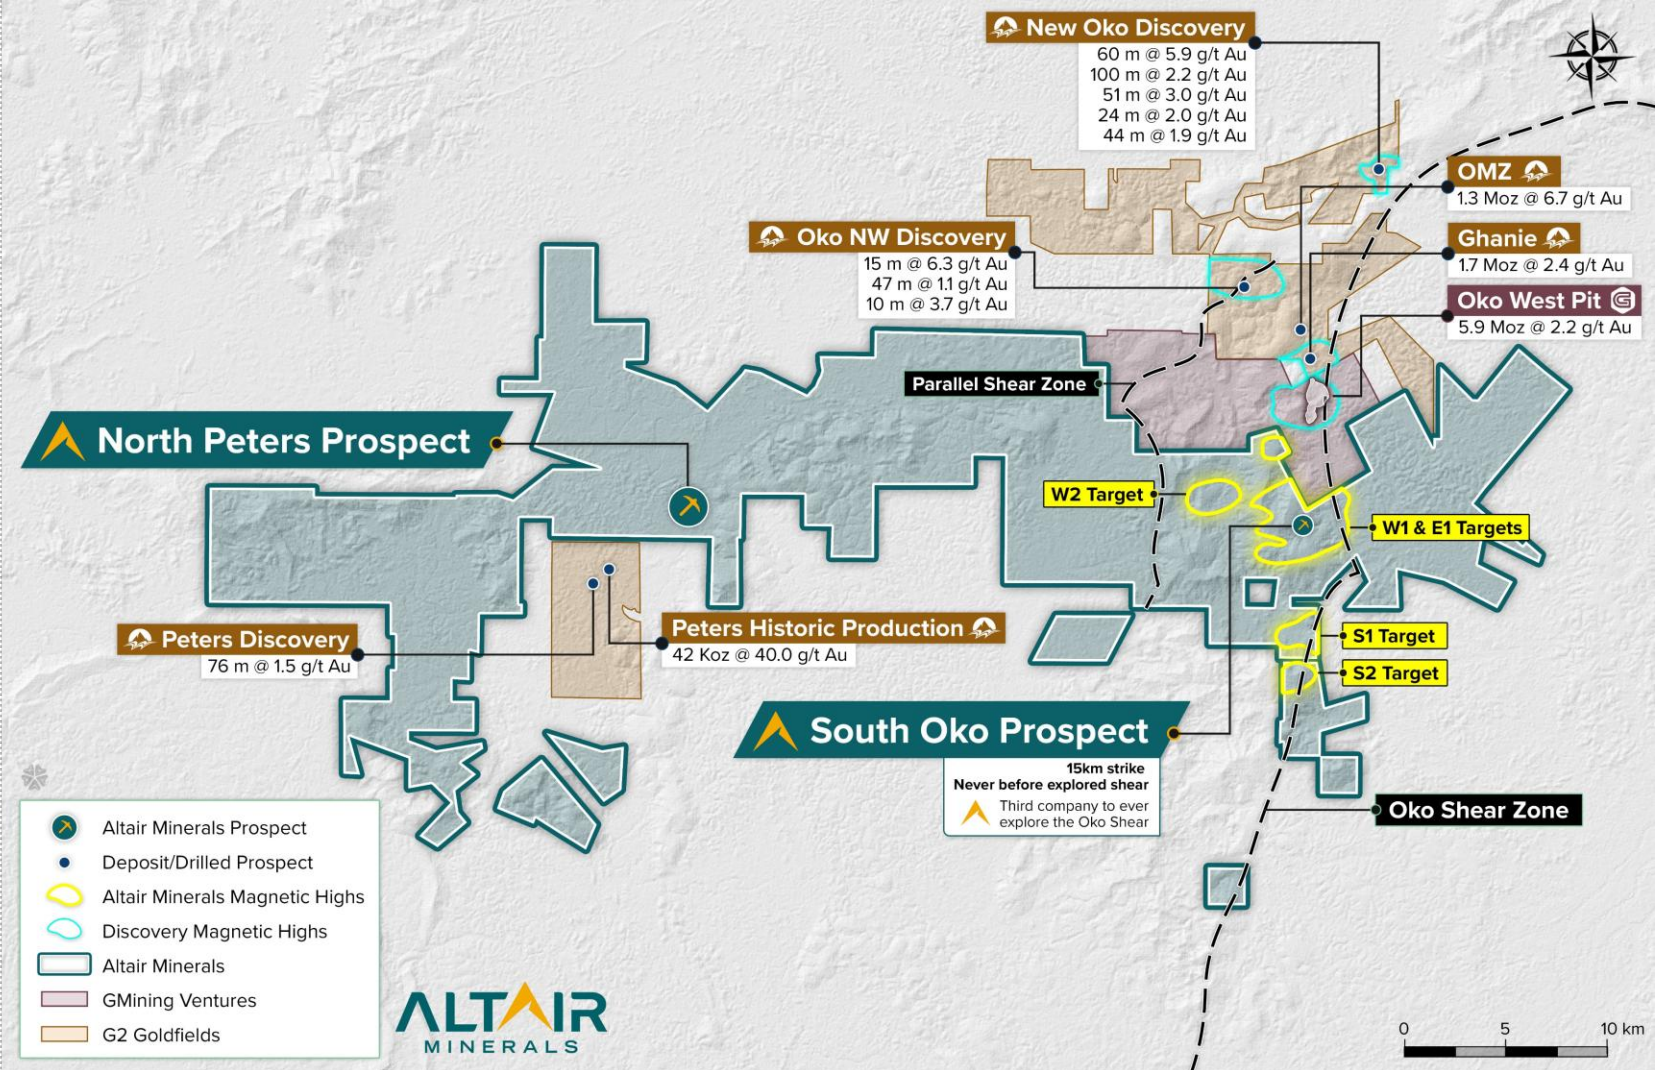 New Oko Discovery
60 m @ 5.9 g/t Au
100 m @ 2.2 g/t Au
51 m @ 3.0 g/t Au
24 m @ 2.0 g/t Au
44 m @ 1.9 g/t Au
OMZ
1.3 Moz @ 6.7 g/t Au
Oko NW Discovery
15 m @ 6.3 g/t Au
47 m @ 1.1 g/t Au
10 m @ 3.7 g/t Au
Ghanie
1.7 Moz @ 2.4 g/t Au
Oko West Pit
5.9 Moz @ 2.2 g/t Au
Parallel Shear Zone
North Peters Prospect
W2 Target
W1 & E1 Targets
Peters Discovery
76 m @ 1.5 g/t Au
Peters Historic Production
42 Koz @ 40.0 g/t Au
S1 Target
S2 Target
South Oko Prospect
15km strike
Never before explored shear
Third company to ever
explore the Oko Shear
Oko Shear Zone
Altair Minerals Prospect
Deposit/Drilled Prospect
Altair Minerals Magnetic Highs
Discovery Magnetic Highs
Altair Minerals
GMining Ventures
G2 Goldfields
ALTAIR
MINERALS
0 5 10 km